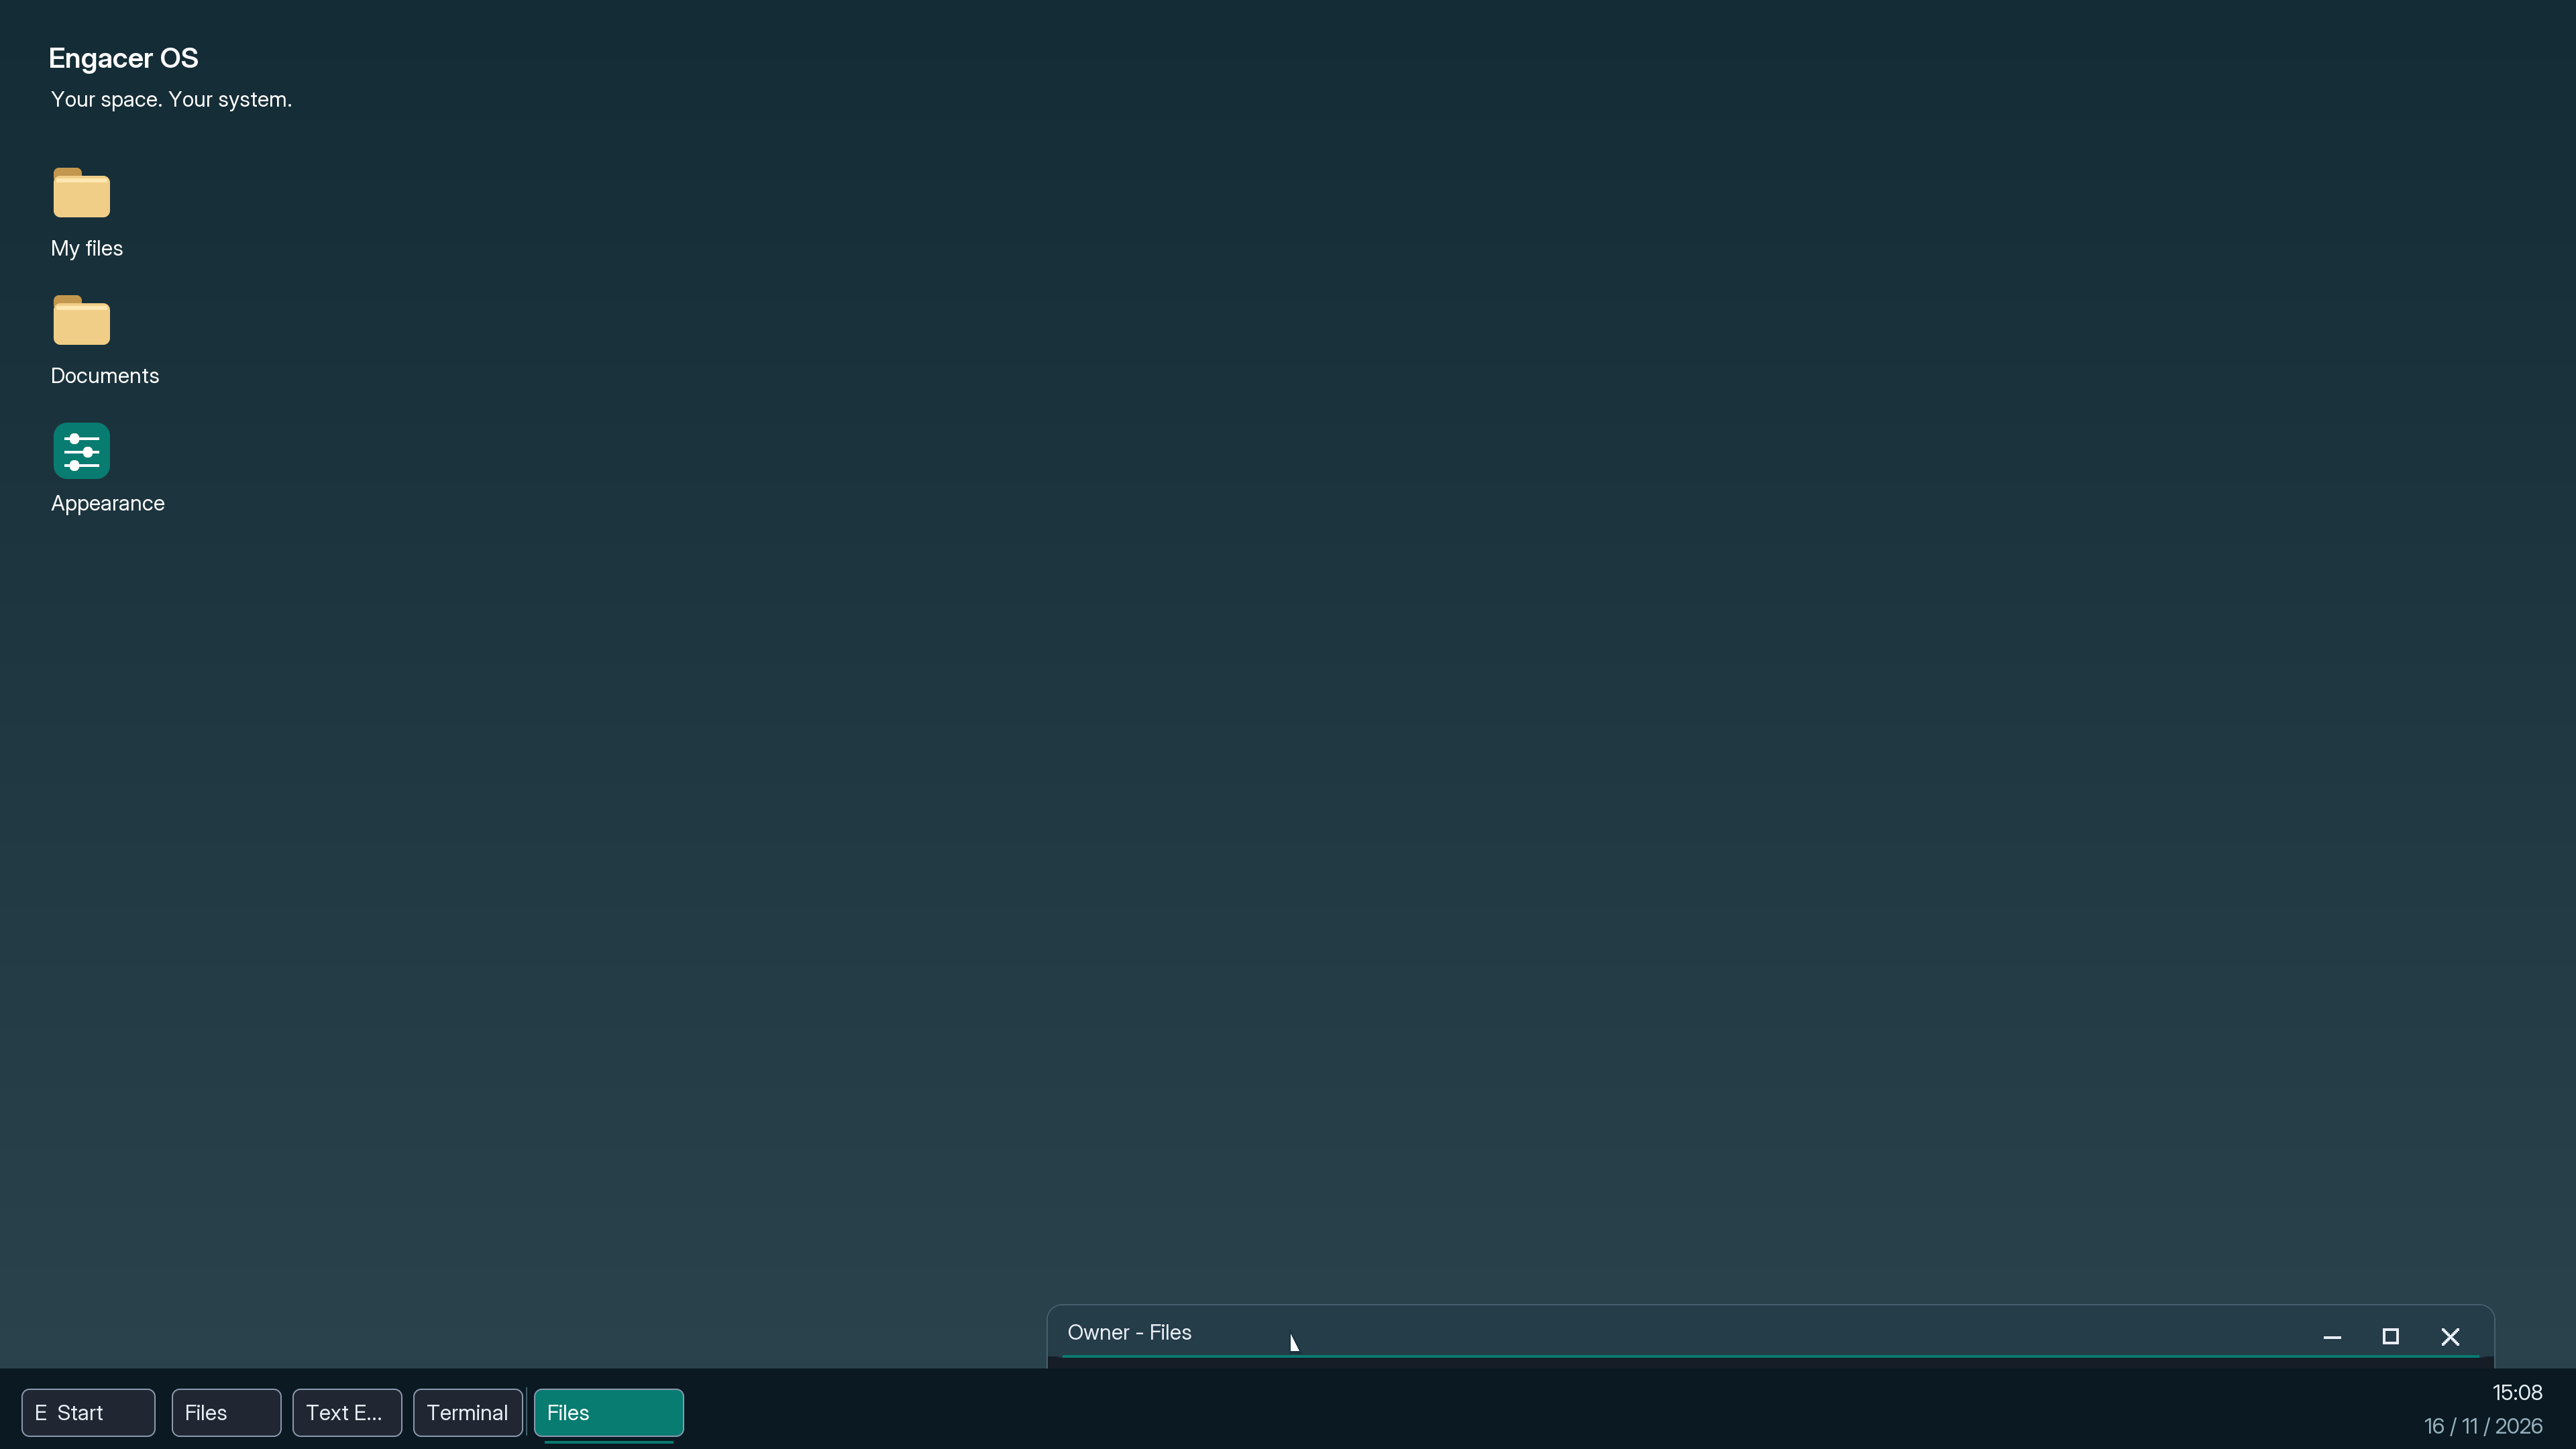 Engacer OS
Your space. Your system.
My files
Documents
Appearance
Owner - Files
E Start
Files
Text E...
Terminal
Files
15:08
16 / 11 / 2026